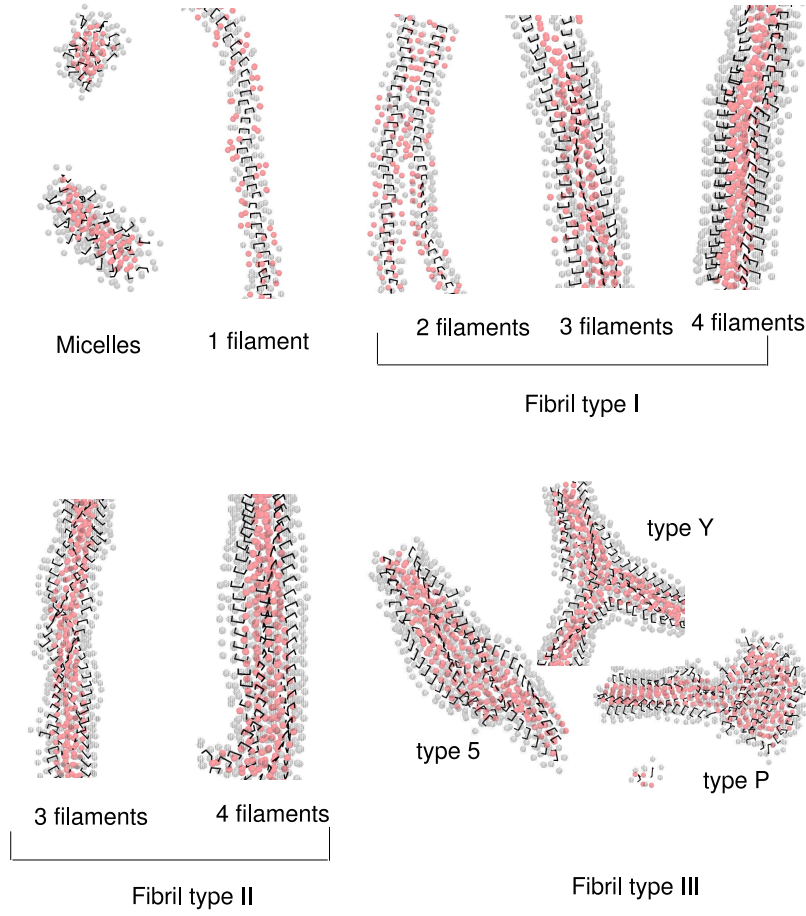 Micelles
1 filament
2 filaments
3 filaments
4 filaments
Fibril type I
type Y
type 5
type P
3 filaments
4 filaments
Fibril type II
Fibril type III